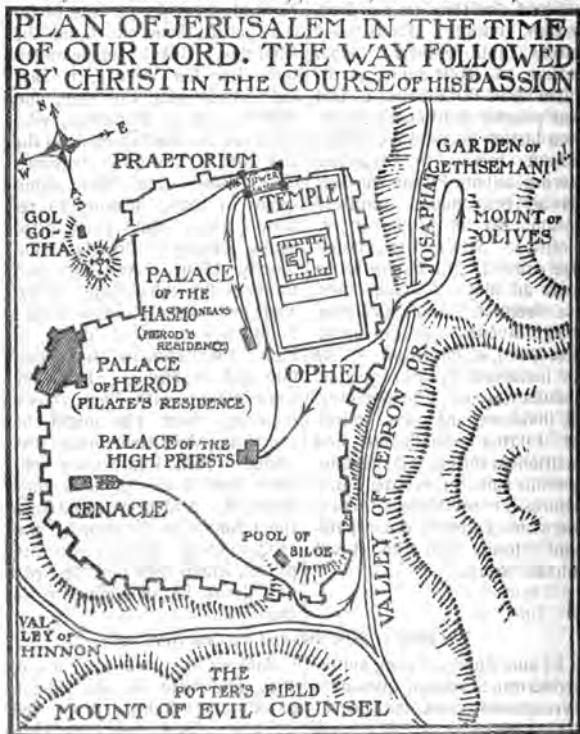 PLAN OF JERUSALEM IN THE TIME
OF OUR LORD. THE WAY FOLLOWED
BY CHRIST IN THE COURSE OF HIS PASSION
N
E
W
S
GARDEN OF
GETHSEMANI
PRAETORIUM
TOWER
TEMPLE
JOSAPHAT
MOUNT OF
OLIVES
GOL
GO-
THA
PALACE
OF THE
HASMONEANS
(HEROD'S
RESIDENCE)
PALACE
OF HEROD
(PILATE'S RESIDENCE)
OPHEL
PALACE OF THE
HIGH PRIESTS
VALLEY OF CEDRON OR
CENACLE
POOL OF
SILOE
VAL-
LEY OF
HINNON
THE
POTTER'S FIELD
MOUNT OF EVIL COUNSEL